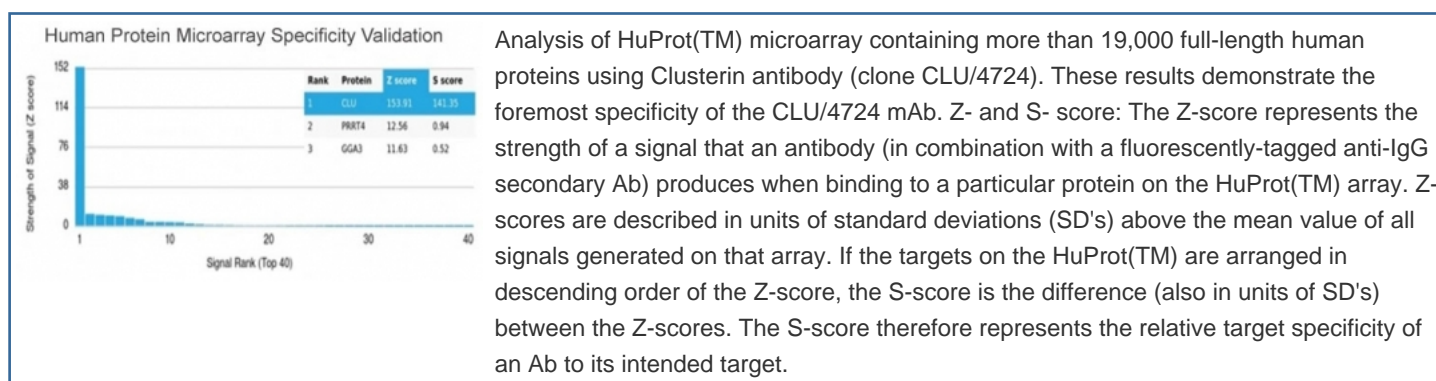 Human Protein Microarray Specificity Validation
Strength of Signal (Z score)
152
114
76
38
0
1 10 20 30 40
Signal Rank (Top 40)
Rank Protein Z score S score
1 CLU 153.91 141.35
2 PRRT4 12.56 0.94
3 GGA3 11.63 0.52
Analysis of HuProt(TM) microarray containing more than 19,000 full-length human
proteins using Clusterin antibody (clone CLU/4724). These results demonstrate the
foremost specificity of the CLU/4724 mAb. Z- and S- score: The Z-score represents the
strength of a signal that an antibody (in combination with a fluorescently-tagged anti-IgG
secondary Ab) produces when binding to a particular protein on the HuProt(TM) array. Z-
scores are described in units of standard deviations (SD's) above the mean value of all
signals generated on that array. If the targets on the HuProt(TM) are arranged in
descending order of the Z-score, the S-score is the difference (also in units of SD's)
between the Z-scores. The S-score therefore represents the relative target specificity of
an Ab to its intended target.